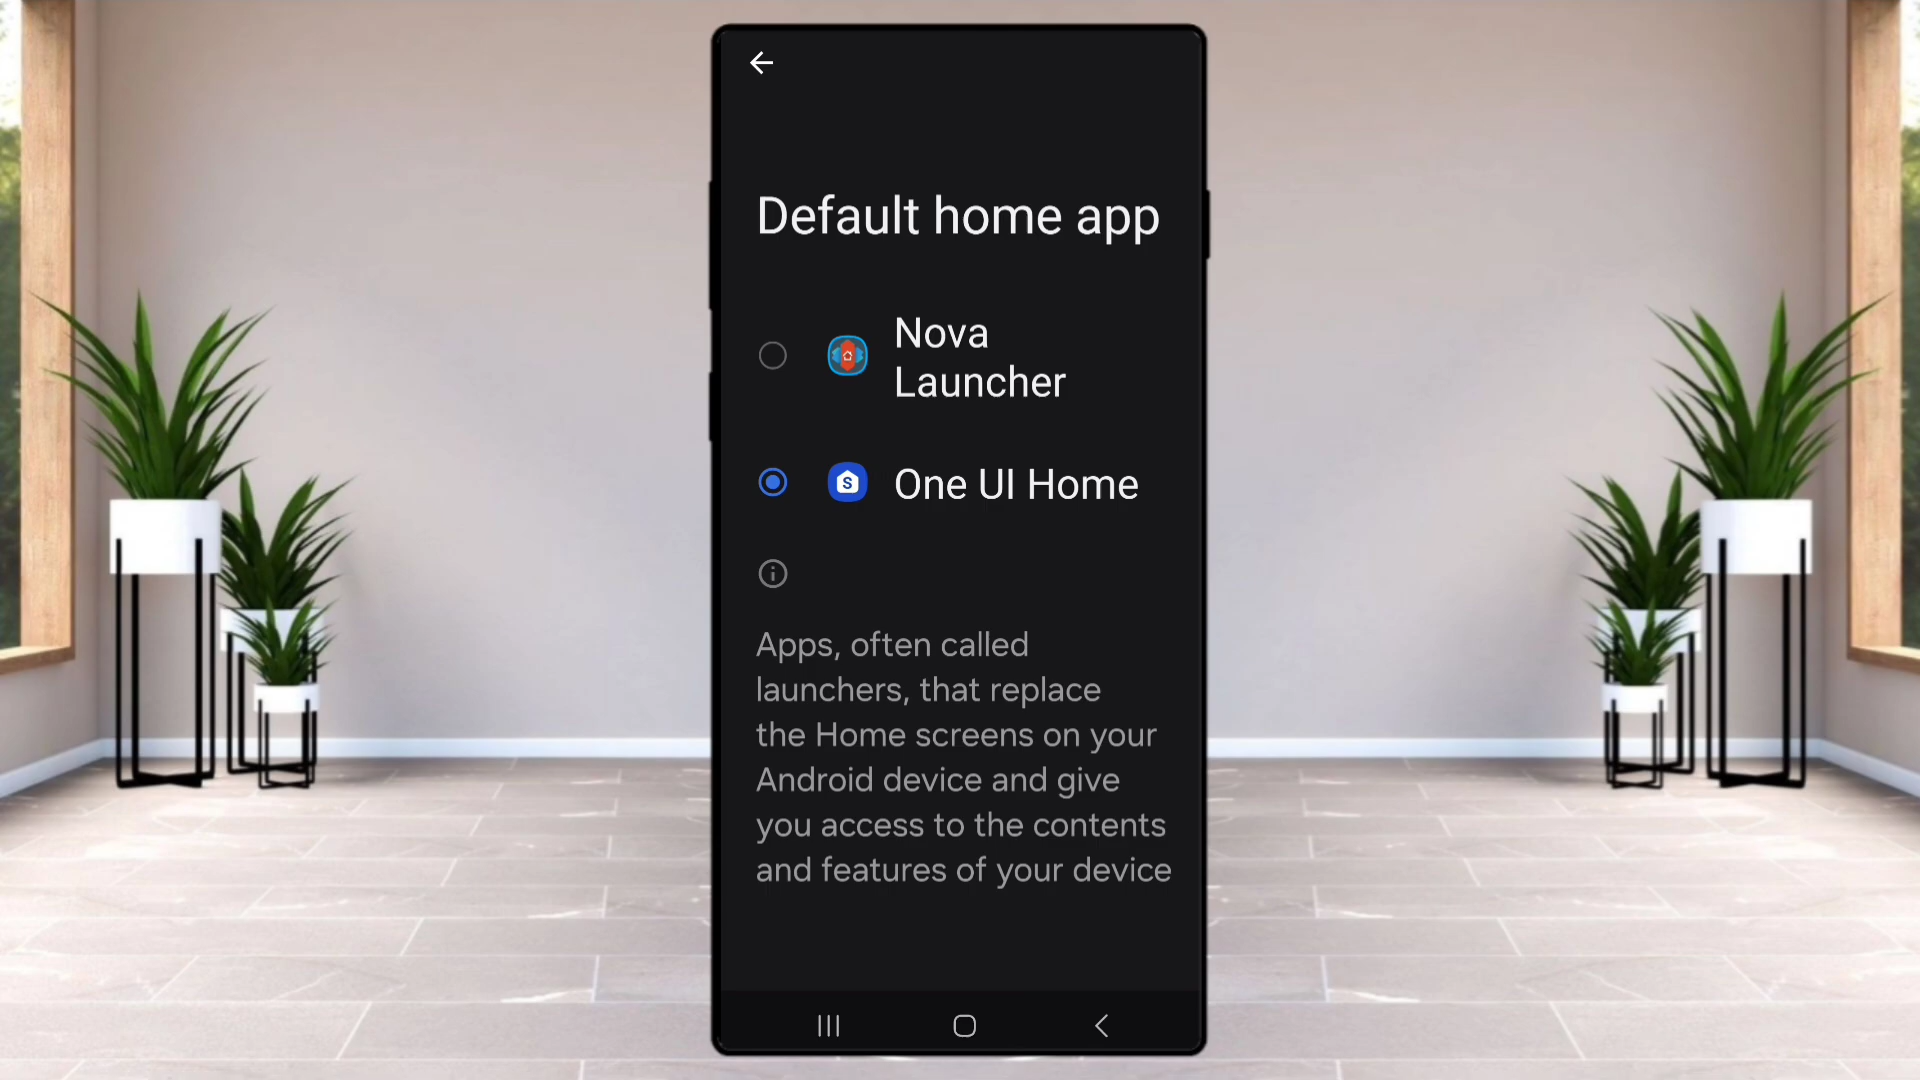 Default home app
Nova
Launcher
One UI Home
Apps, often called
launchers, that replace
the Home screens on your
Android device and give
you access to the contents
and features of your device